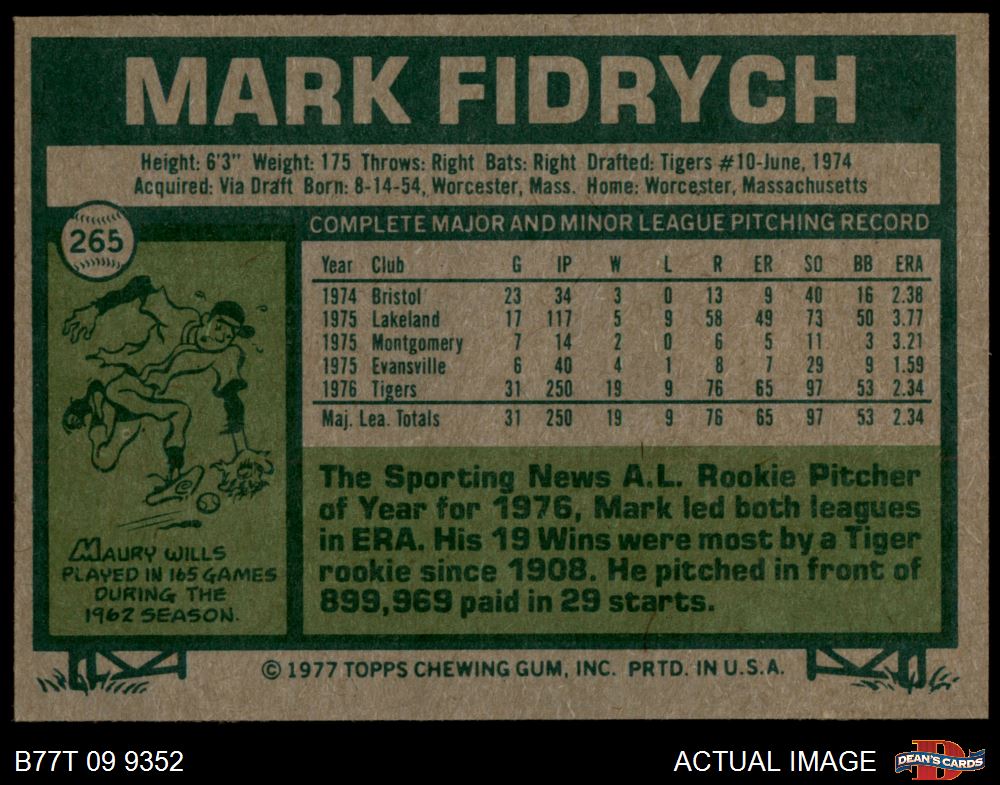 MARK FIDRYCH
Height: 6'3" Weight: 175 Throws: Right Bats: Right Drafted: Tigers #10-June, 1974
Acquired: Via Draft Born: 8-14-54, Worcester, Mass. Home: Worcester, Massachusetts
265
COMPLETE MAJOR AND MINOR LEAGUE PITCHING RECORD
Year Club G IP W L R ER SO BB ERA
1974 Bristol 23 34 3 0 13 9 40 16 2.38
1975 Lakeland 17 117 5 9 58 49 73 50 3.77
1975 Montgomery 7 14 2 0 6 5 11 3 3.21
1975 Evansville 6 40 4 1 8 7 29 9 1.59
1976 Tigers 31 250 19 9 76 65 97 53 2.34
Maj. Lea. Totals 31 250 19 9 76 65 97 53 2.34
The Sporting News A.L. Rookie Pitcher
of Year for 1976, Mark led both leagues
in ERA. His 19 Wins were most by a Tiger
rookie since 1908. He pitched in front of
899,969 paid in 29 starts.
MAURY WILLS
PLAYED IN 165 GAMES
DURING THE
1962 SEASON.
© 1977 TOPPS CHEWING GUM, INC. PRTD. IN U.S.A.
B77T 09 9352
ACTUAL IMAGE
D
DEAN'S CARDS